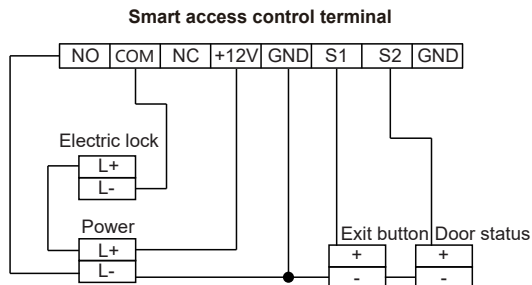 Smart access control terminal
NO COM NC +12V GND S1 S2 GND
Electric lock
L+
L-
Power
L+
L-
Exit button Door status
+ +
- -